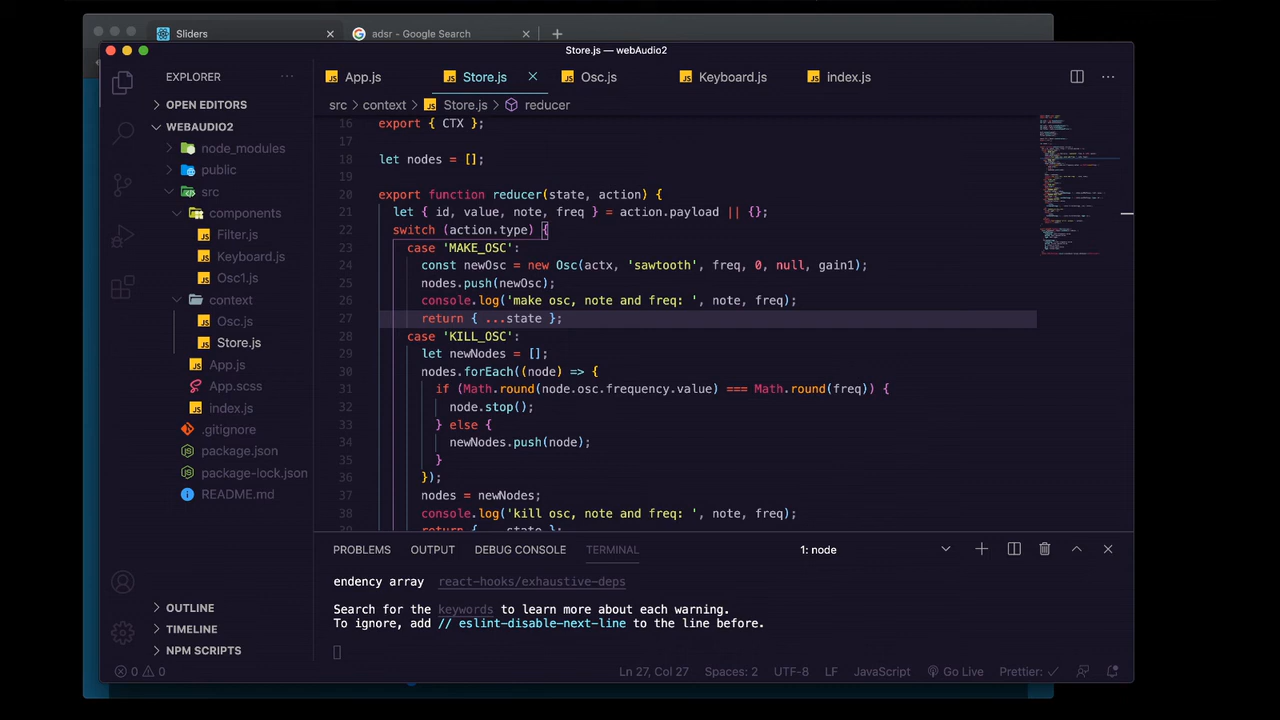 Sliders
adsr - Google Search
Store.js — webAudio2
EXPLORER
OPEN EDITORS
WEBAUDIO2
node_modules
public
src
components
Filter.js
Keyboard.js
Osc1.js
context
Osc.js
Store.js
App.js
App.scss
index.js
.gitignore
package.json
package-lock.json
README.md
OUTLINE
TIMELINE
NPM SCRIPTS
App.js
Store.js
Osc.js
Keyboard.js
index.js
src > context > Store.js > reducer
16 export { CTX };
17
18 let nodes = [];
19
20 export function reducer(state, action) {
21 let { id, value, note, freq } = action.payload || {};
22 switch (action.type) {
23 case 'MAKE_OSC':
24 const newOsc = new Osc(actx, 'sawtooth', freq, 0, null, gain1);
25 nodes.push(newOsc);
26 console.log('make osc, note and freq: ', note, freq);
27 return { ...state };
28 case 'KILL_OSC':
29 let newNodes = [];
30 nodes.forEach((node) => {
31 if (Math.round(node.osc.frequency.value) === Math.round(freq)) {
32 node.stop();
33 } else {
34 newNodes.push(node);
35 }
36 });
37 nodes = newNodes;
38 console.log('kill osc, note and freq: ', note, freq);
39 return { ...state };
PROBLEMS OUTPUT DEBUG CONSOLE TERMINAL 1: node
endency array react-hooks/exhaustive-deps
Search for the keywords to learn more about each warning.
To ignore, add // eslint-disable-next-line to the line before.
0 0 Ln 27, Col 27 Spaces: 2 UTF-8 LF JavaScript Go Live Prettier: